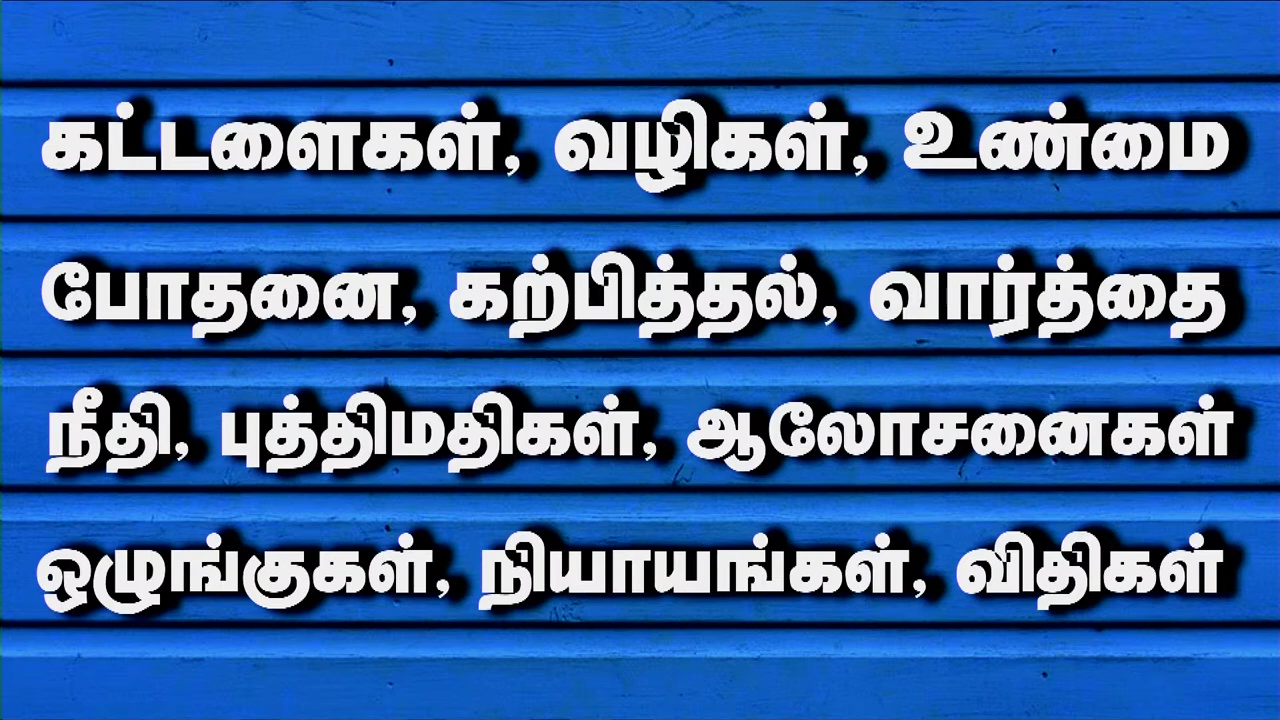 கட்டளைகள், வழிகள், உண்மை
போதனை, கற்பித்தல், வார்த்தை
நீதி, புத்திமதிகள், ஆலோசனைகள்
ஒழுங்குகள், நியாயங்கள், விதிகள்